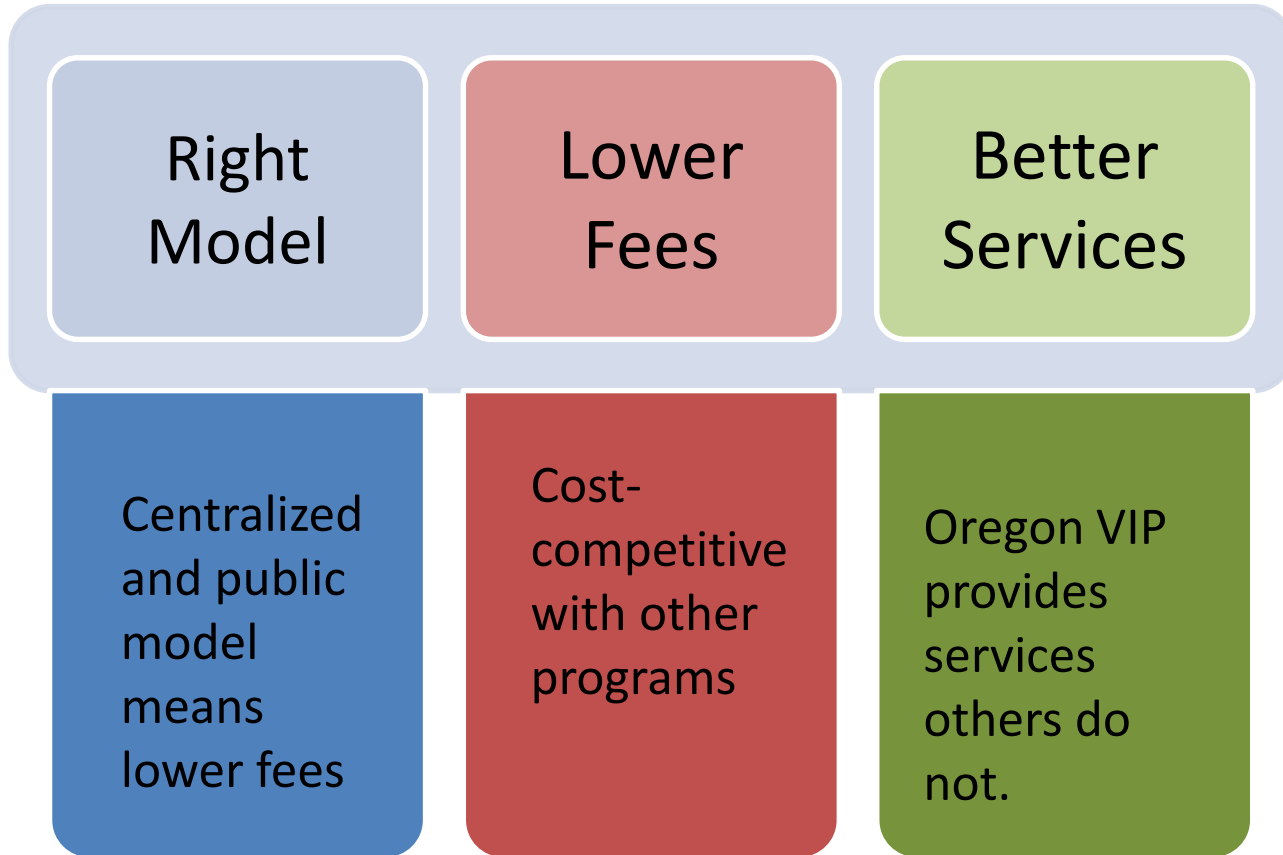 Right
Model
Lower
Fees
Better
Services
Centralized
and public
model
means
lower fees
Cost-
competitive
with other
programs
Oregon VIP
provides
services
others do
not.